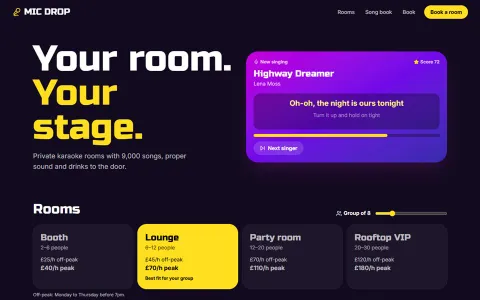 MIC DROP
Rooms
Song book
Book
Book a room
Your room.
Your
stage.
Private karaoke rooms with 9,000 songs, proper
sound and drinks to the door.
Now singing
Score 72
Highway Dreamer
Lena Moss
Oh-oh, the night is ours tonight
Turn it up and hold on tight
Next singer
Rooms
Group of 8
Booth
2–6 people
£25/h off-peak
£40/h peak
Lounge
6–12 people
£45/h off-peak
£70/h peak
Best fit for your group
Party room
12–20 people
£70/h off-peak
£110/h peak
Rooftop VIP
20–30 people
£120/h off-peak
£180/h peak
Off-peak: Monday to Thursday before 7pm.